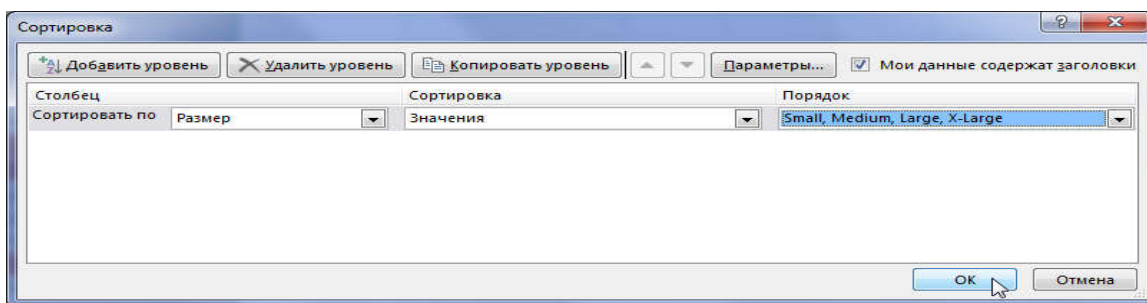 Сортировка
Добавить уровень Удалить уровень Копировать уровень Параметры... Мои данные содержат заголовки
Столбец Сортировка Порядок
Сортировать по Размер Значения Small, Medium, Large, X-Large
ОК Отмена